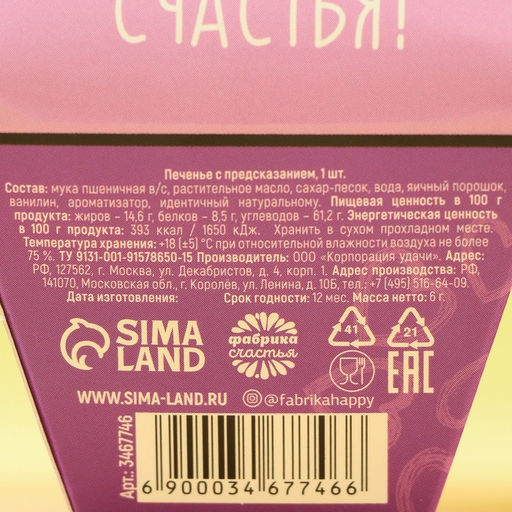 СЧАСТЬЯ!
Печенье с предсказанием, 1 шт.
Состав: мука пшеничная в/с, растительное масло, сахар-песок, вода, яичный порошок,
ванилин, ароматизатор, идентичный натуральному. Пищевая ценность в 100 г
продукта: жиров – 14,6 г, белков – 8,5 г, углеводов – 61,2 г. Энергетическая ценность
в 100 г продукта: 393 ккал / 1650 кДж. Хранить в сухом прохладном месте.
Температура хранения: +18 (±5) °С при относительной влажности воздуха не более
75 %. ТУ 9131-001-91578650-15 Производитель: ООО «Корпорация удачи». Адрес:
РФ, 127562, г. Москва, ул. Декабристов, д. 4, корп. 1. Адрес производства: РФ,
141070, Московская обл., г. Королёв, ул. Ленина, д. 10Б, тел.: +7 (495) 516-64-09.
Дата изготовления: Срок годности: 12 мес. Масса нетто: 6 г.
SIMA
LAND
фабрика
счастья
41
21
EAC
WWW.SIMA-LAND.RU @fabrikahappy
Арт.: 3467746
6 900034 677466